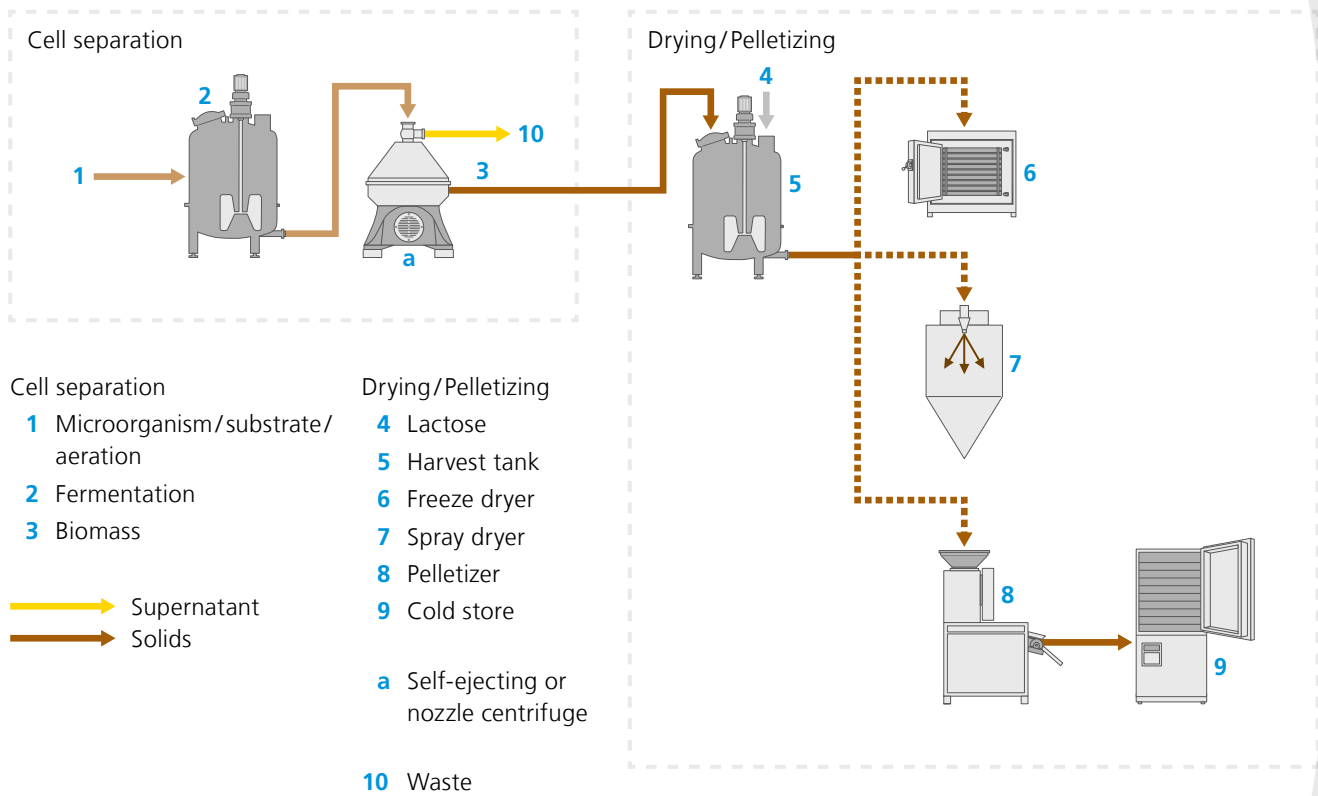 Cell separation
Drying/Pelletizing
2
4
10
1
3
5
6
a
7
8
9
Cell separation
1 Microorganism/substrate/
aeration
2 Fermentation
3 Biomass
Supernatant
Solids
Drying/Pelletizing
4 Lactose
5 Harvest tank
6 Freeze dryer
7 Spray dryer
8 Pelletizer
9 Cold store
a Self-ejecting or
nozzle centrifuge
10 Waste